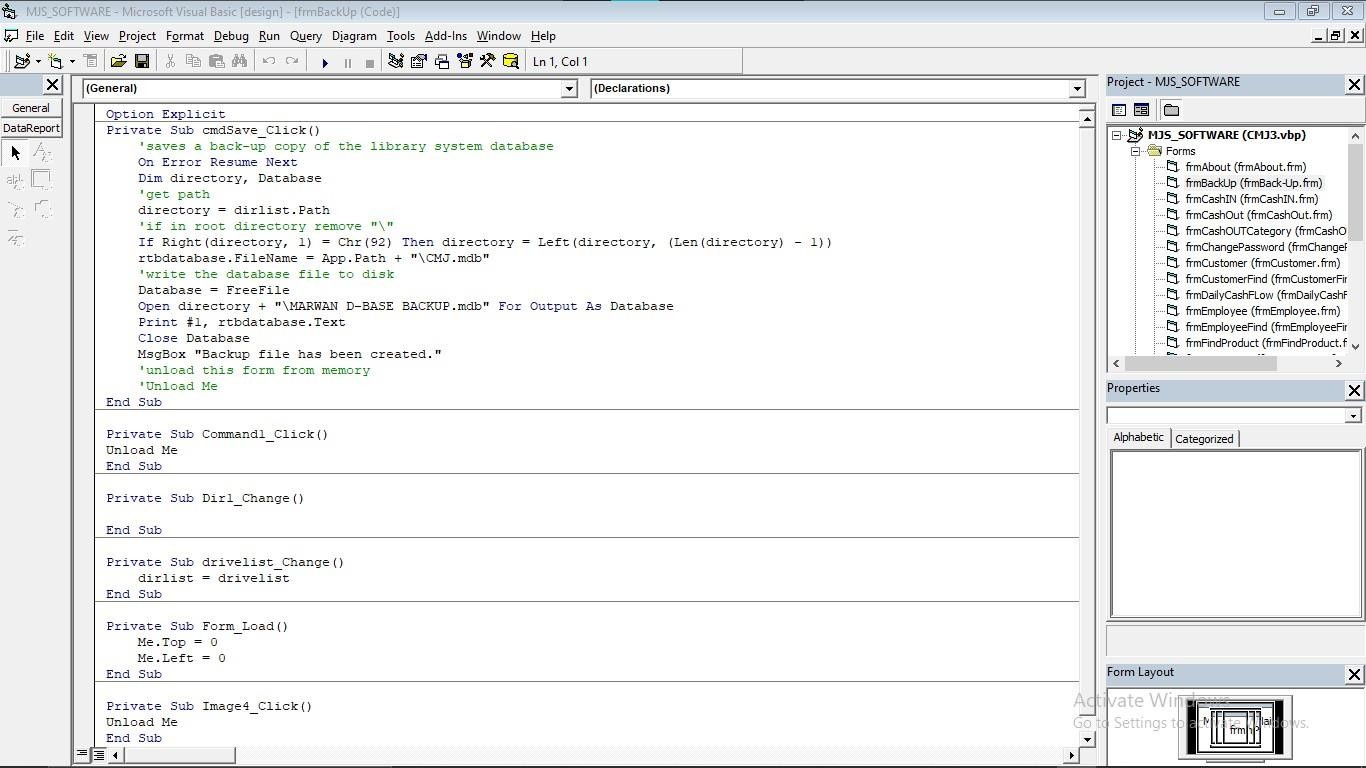 MJS_SOFTWARE - Microsoft Visual Basic [design] - [frmBackUp (Code)]
File Edit View Project Format Debug Run Query Diagram Tools Add-Ins Window Help
Ln 1, Col 1
General
DataReport
(General) (Declarations)
Option Explicit
Private Sub cmdSave_Click()
'saves a back-up copy of the library system database
On Error Resume Next
Dim directory, Database
'get path
directory = dirlist.Path
'if in root directory remove "\"
If Right(directory, 1) = Chr(92) Then directory = Left(directory, (Len(directory) - 1))
rtbdatabase.FileName = App.Path + "\CMJ.mdb"
'write the database file to disk
Database = FreeFile
Open directory + "\MARWAN D-BASE BACKUP.mdb" For Output As Database
Print #1, rtbdatabase.Text
Close Database
MsgBox "Backup file has been created."
'unload this form from memory
'Unload Me
End Sub
Private Sub Command1_Click()
Unload Me
End Sub
Private Sub Dir1_Change()
End Sub
Private Sub drivelist_Change()
dirlist = drivelist
End Sub
Private Sub Form_Load()
Me.Top = 0
Me.Left = 0
End Sub
Private Sub Image4_Click()
Unload Me
End Sub
Project - MJS_SOFTWARE
MJS_SOFTWARE (CMJ3.vbp)
Forms
frmAbout (frmAbout.frm)
frmBackUp (frmBack-Up.frm)
frmCashIN (frmCashIN.frm)
frmCashOut (frmCashOut.frm)
frmCashOUTCategory (frmCashO
frmChangePassword (frmChangeF
frmCustomer (frmCustomer.frm)
frmCustomerFind (frmCustomerFir
frmDailyCashFLow (frmDailyCashF
frmEmployee (frmEmployee.frm)
frmEmployeeFind (frmEmployeeFir
frmFindProduct (frmFindProduct.f
Properties
Alphabetic Categorized
Form Layout
Activate Windows
Go to Settings to activate Windows.